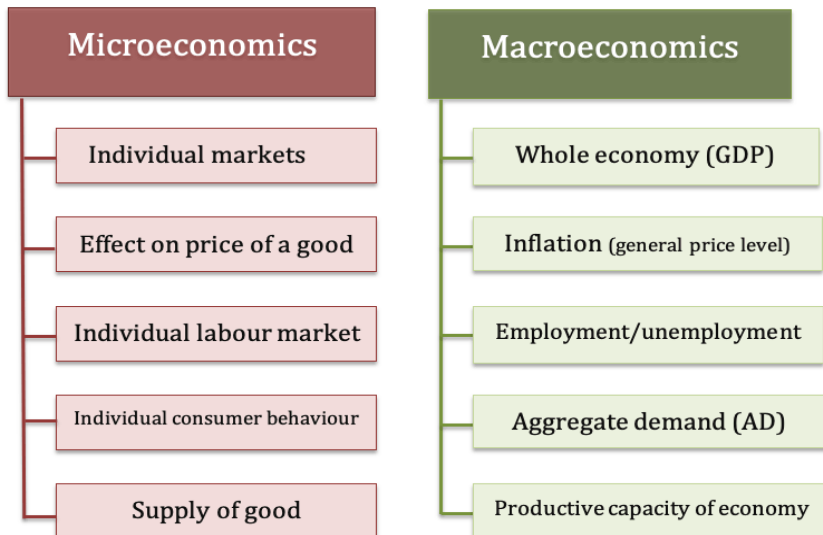 Microeconomics
Individual markets
Effect on price of a good
Individual labour market
Individual consumer behaviour
Supply of good
Macroeconomics
Whole economy (GDP)
Inflation (general price level)
Employment/unemployment
Aggregate demand (AD)
Productive capacity of economy